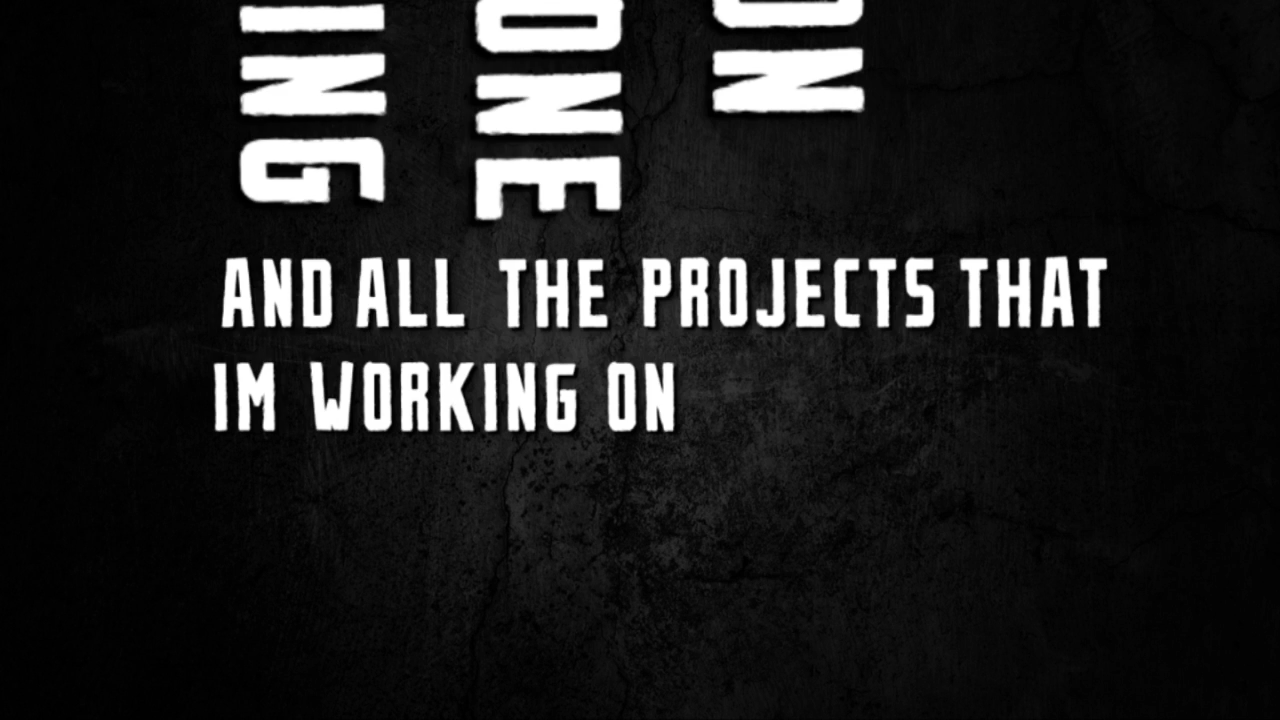 ING
ONE
ON
AND ALL THE PROJECTS THAT
IM WORKING ON